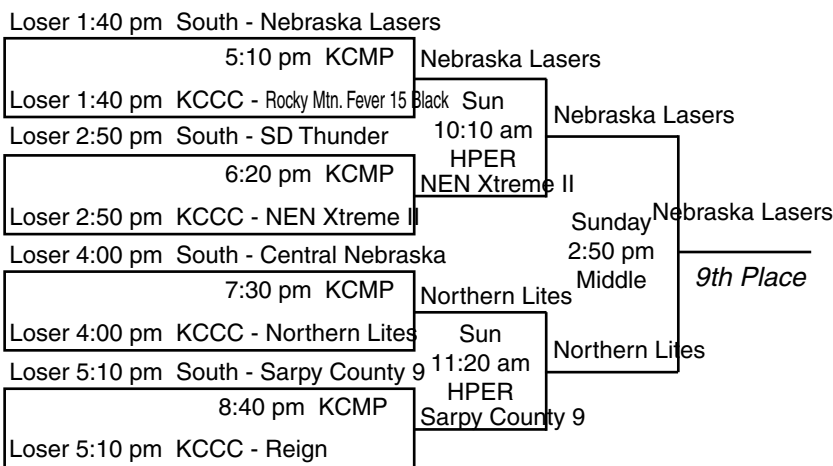 Loser 1:40 pm South - Nebraska Lasers
5:10 pm KCMP
Nebraska Lasers
Loser 1:40 pm KCCC - Rocky Mtn. Fever 15 Black
Sun
10:10 am
HPER
Nebraska Lasers
Loser 2:50 pm South - SD Thunder
6:20 pm KCMP
NEN Xtreme II
Loser 2:50 pm KCCC - NEN Xtreme II
Sunday
2:50 pm
Middle
Nebraska Lasers
9th Place
Loser 4:00 pm South - Central Nebraska
7:30 pm KCMP
Northern Lites
Loser 4:00 pm KCCC - Northern Lites
Sun
11:20 am
HPER
Northern Lites
Loser 5:10 pm South - Sarpy County 9
8:40 pm KCMP
Sarpy County 9
Loser 5:10 pm KCCC - Reign